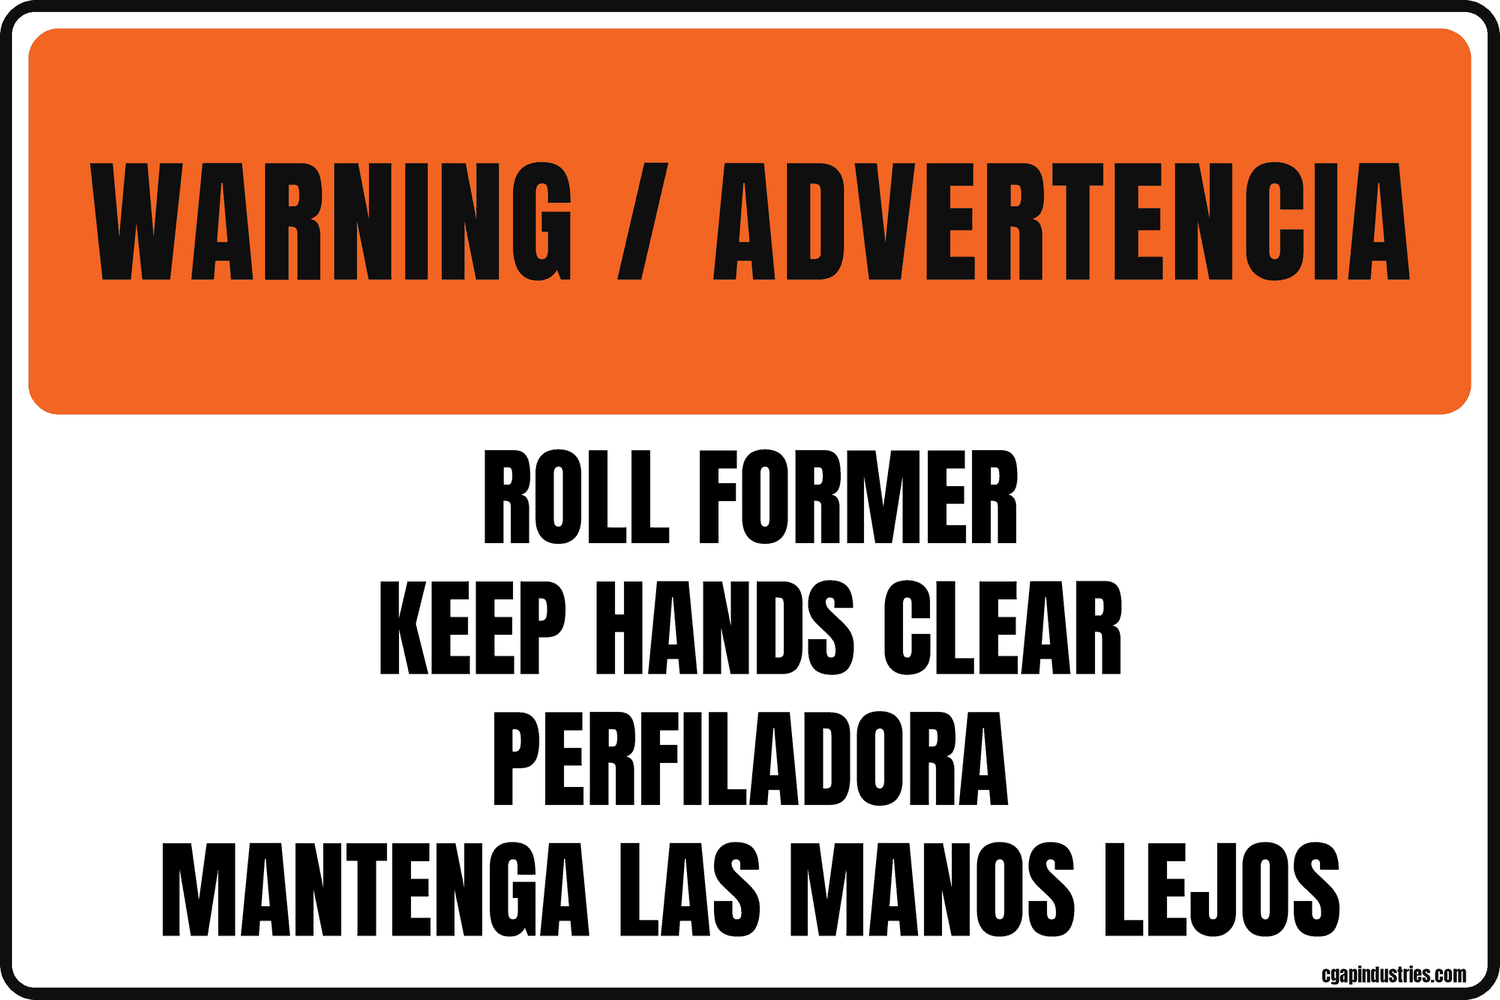 WARNING / ADVERTENCIA
ROLL FORMER
KEEP HANDS CLEAR
PERFILADORA
MANTENGA LAS MANOS LEJOS
cgapindustries.com